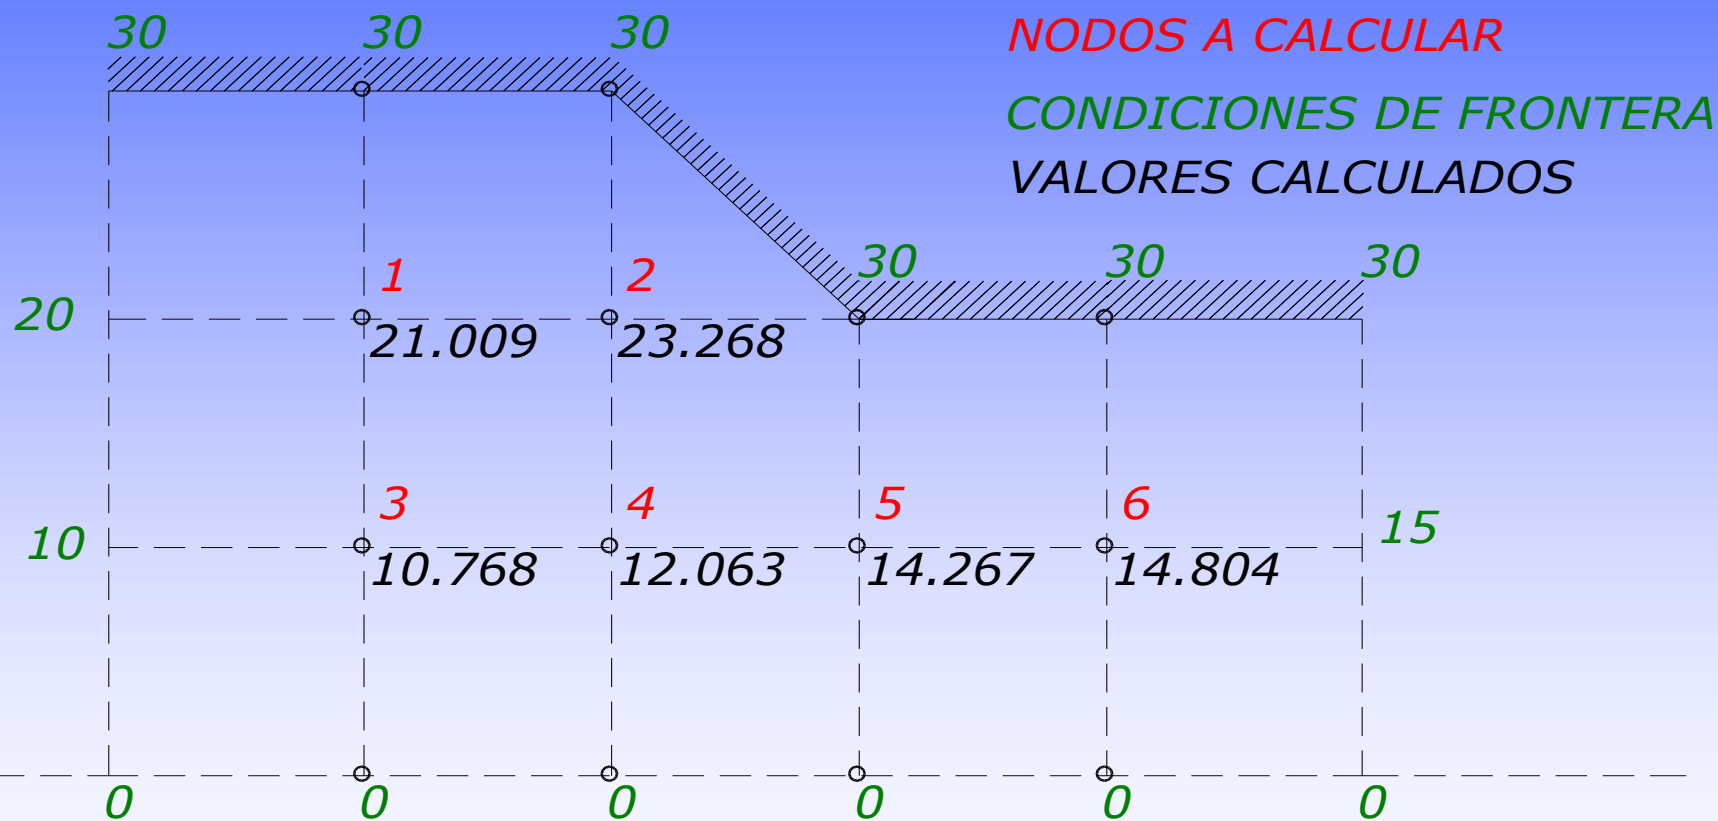 30 30 30 NODOS A CALCULAR
CONDICIONES DE FRONTERA
VALORES CALCULADOS
30 30 30
1 2
20
21.009 23.268
3 4 5 6
10 15
10.768 12.063 14.267 14.804
0 0 0 0 0 0